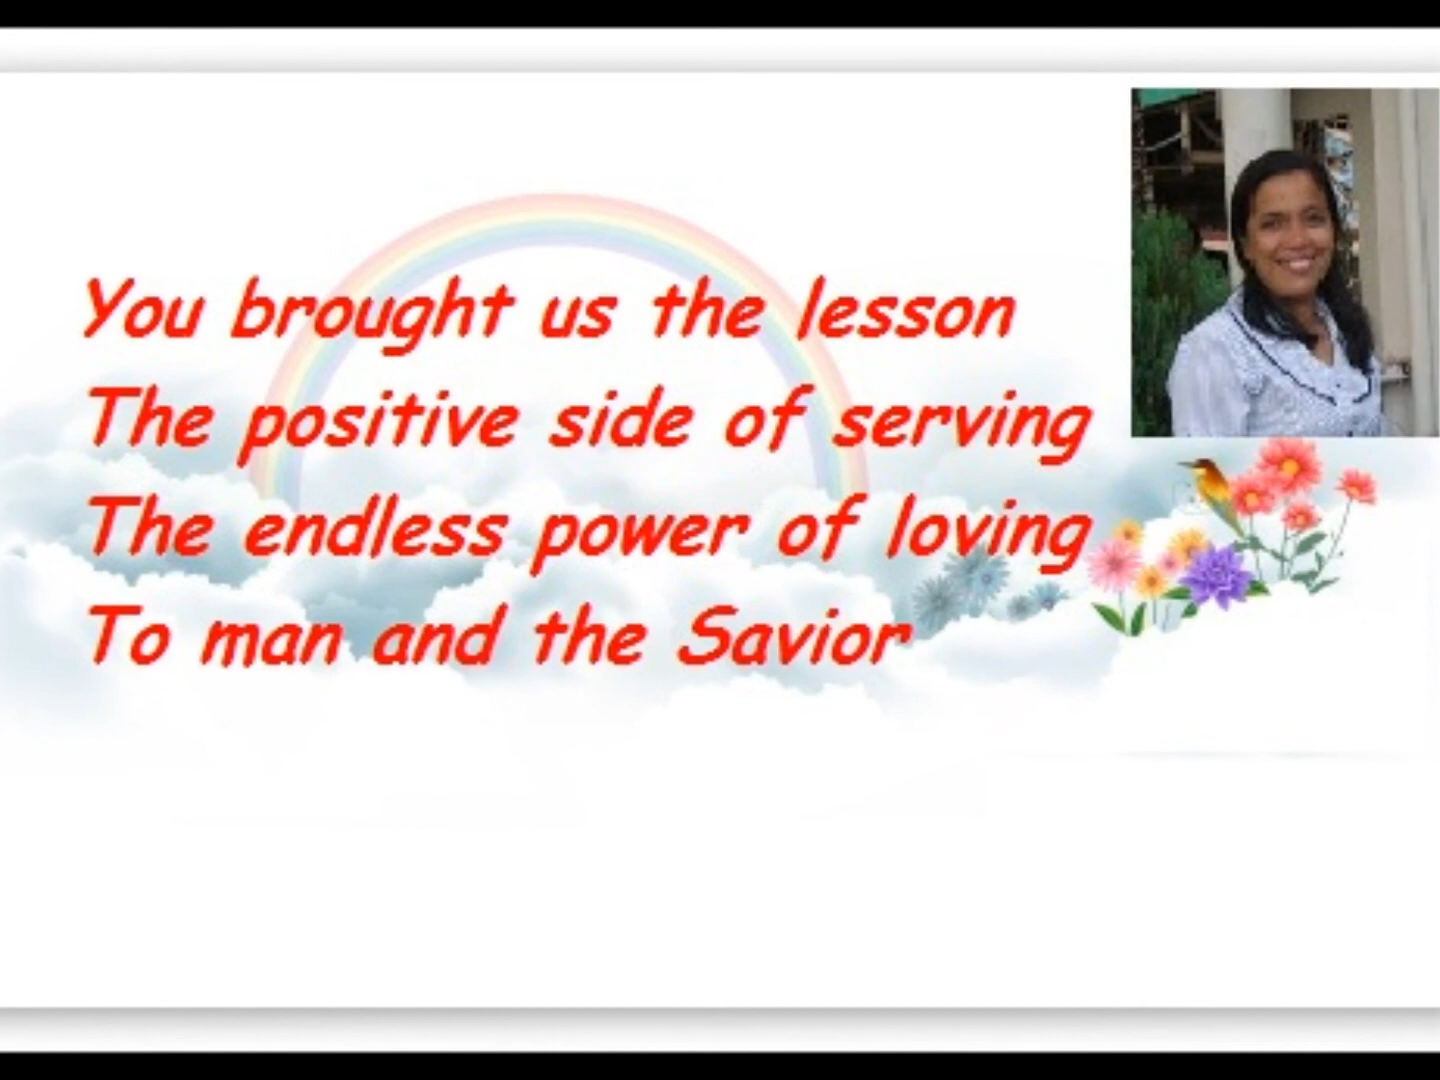 You brought us the lesson
The positive side of serving
The endless power of loving
To man and the Savior